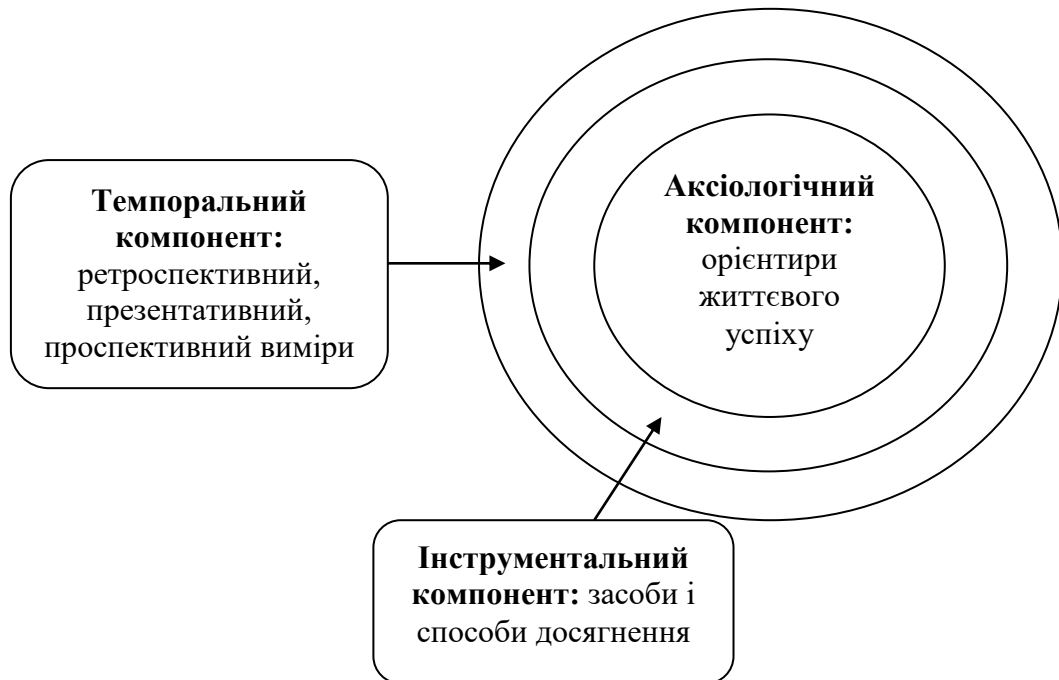 Темпоральний
компонент:
ретроспективний,
презентативний,
проспективний виміри
Аксіологічний
компонент:
орієнтири
життєвого
успіху
Інструментальний
компонент: засоби і
способи досягнення